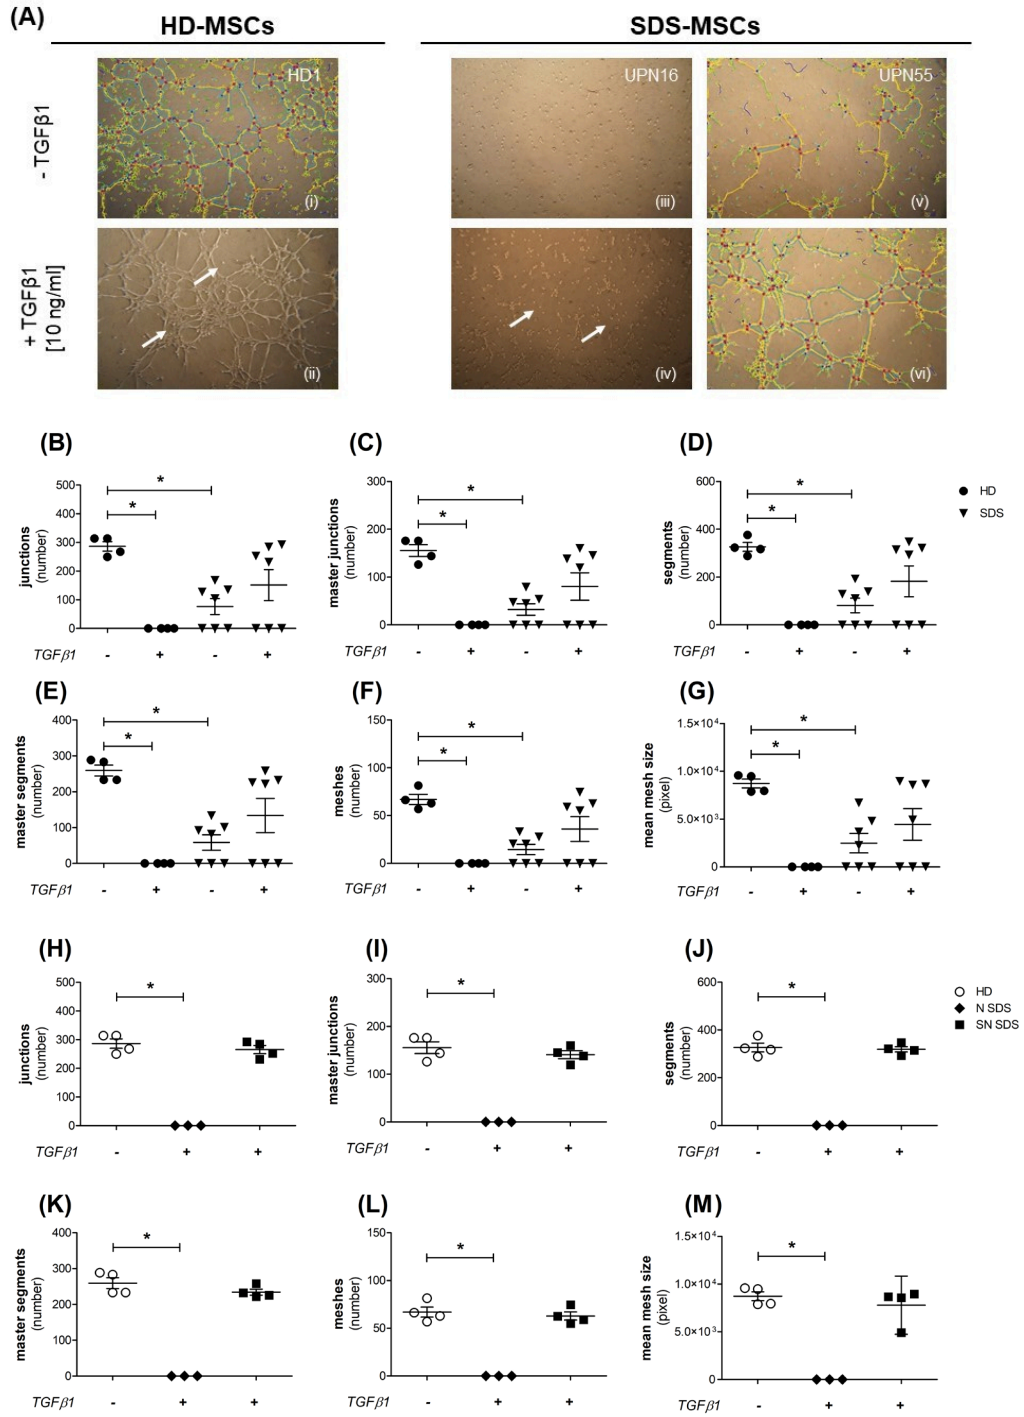 (A)
HD-MSCs
SDS-MSCs
- TGFβ1
HD1
(i)
UPN16
(iii)
UPN55
(v)
+ TGFβ1
[10 ng/ml]
(ii)
(iv)
(vi)
(B)
junctions
(number)
500
400
300
200
100
0
*
*
TGFβ1
- + - +
(C)
master junctions
(number)
300
200
100
0
*
*
TGFβ1
- + - +
(D)
segments
(number)
600
400
200
0
*
*
TGFβ1
- + - +
HD
SDS
(E)
master segments
(number)
400
300
200
100
0
*
*
TGFβ1
- + - +
(F)
meshes
(number)
150
100
50
0
*
*
TGFβ1
- + - +
(G)
mean mesh size
(pixel)
1.5×10⁴
1.0×10⁴
5.0×10³
0
*
*
TGFβ1
- + - +
(H)
junctions
(number)
500
400
300
200
100
0
*
TGFβ1
- + +
(I)
master junctions
(number)
300
200
100
0
*
TGFβ1
- + +
(J)
segments
(number)
600
400
200
0
*
TGFβ1
- + +
HD
N SDS
SN SDS
(K)
master segments
(number)
400
300
200
100
0
*
TGFβ1
- + +
(L)
meshes
(number)
150
100
50
0
*
TGFβ1
- + +
(M)
mean mesh size
(pixel)
1.5×10⁴
1.0×10⁴
5.0×10³
0
*
TGFβ1
- + +